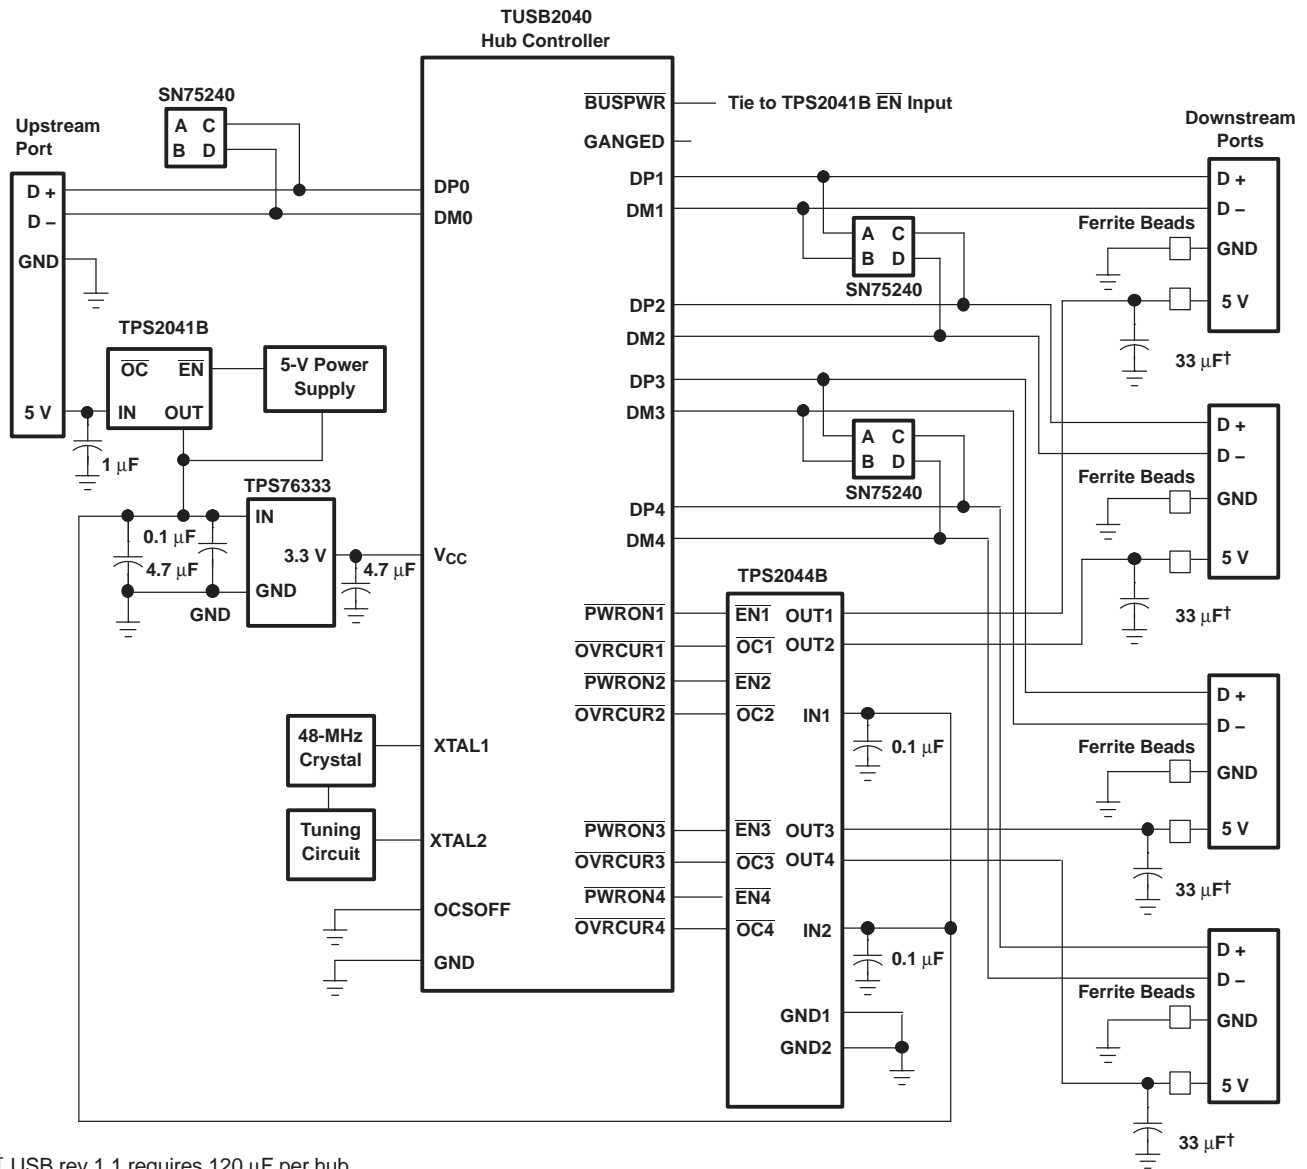 TUSB2040
Hub Controller
SN75240
A C
B D
Upstream
Port
D +
D –
GND
5 V
TPS2041B
OC EN
IN OUT
5-V Power
Supply
1 µF
TPS76333
IN
3.3 V
GND
0.1 µF
4.7 µF
GND
4.7 µF
48-MHz
Crystal
Tuning
Circuit
DP0
DM0
VCC
XTAL1
XTAL2
OCSOFF
GND
BUSPWR
Tie to TPS2041B EN Input
GANGED
DP1
DM1
DP2
DM2
DP3
DM3
DP4
DM4
PWRON1
OVRCUR1
PWRON2
OVRCUR2
PWRON3
OVRCUR3
PWRON4
OVRCUR4
A C
B D
SN75240
A C
B D
SN75240
TPS2044B
EN1 OUT1
OC1 OUT2
EN2
OC2 IN1
EN3 OUT3
OC3 OUT4
EN4
OC4 IN2
GND1
GND2
0.1 µF
0.1 µF
Downstream
Ports
D +
D –
Ferrite Beads
GND
5 V
33 µF†
D +
D –
Ferrite Beads
GND
5 V
33 µF†
D +
D –
Ferrite Beads
GND
5 V
33 µF†
D +
D –
Ferrite Beads
GND
5 V
33 µF†
† USB rev 1.1 requires 120 µF per hub